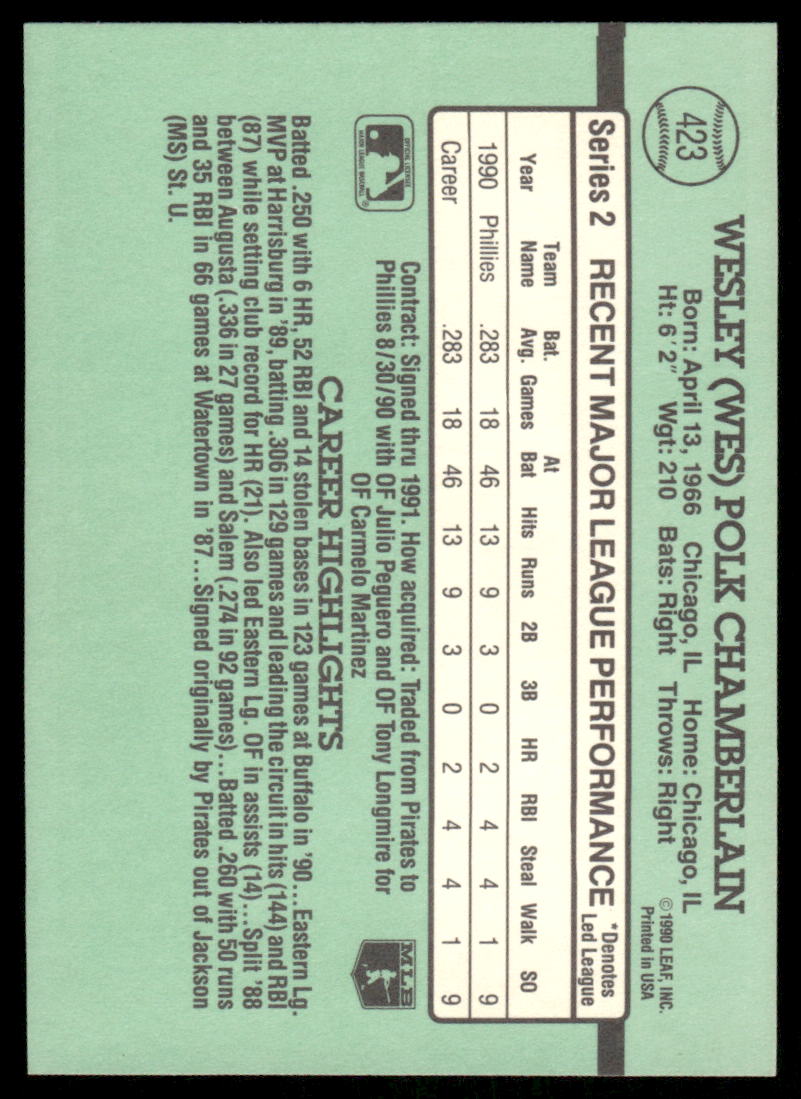 423
WESLEY (WES) POLK CHAMBERLAIN
Born: April 13, 1966 Chicago, IL Home: Chicago, IL
Ht: 6'2" Wgt: 210 Bats: Right Throws: Right
©1990 LEAF, INC.
Printed in USA
Series 2 RECENT MAJOR LEAGUE PERFORMANCE *Denotes Led League
Year Team Name Bat. Avg. Games At Bat Hits Runs 2B 3B HR RBI Steal Walk SO
1990 Phillies .283 18 46 13 9 3 0 2 4 4 1 9
Career .283 18 46 13 9 3 0 2 4 4 1 9
OFFICIAL LICENSEE
MAJOR LEAGUE BASEBALL
®
Contract: Signed thru 1991. How acquired: Traded from Pirates to
Phillies 8/30/90 with OF Julio Peguero and OF Tony Longmire for
OF Carmelo Martinez
MLB
CAREER HIGHLIGHTS
Batted .250 with 6 HR, 52 RBI and 14 stolen bases in 123 games at Buffalo in '90...Eastern Lg.
MVP at Harrisburg in '89, batting .306 in 129 games and leading the circuit in hits (144) and RBI
(87) while setting club record for HR (21). Also led Eastern Lg. OF in assists (14)...Split '88
between Augusta (.336 in 27 games) and Salem (.274 in 92 games)...Batted .260 with 50 runs
and 35 RBI in 66 games at Watertown in '87...Signed originally by Pirates out of Jackson
(MS) St. U.